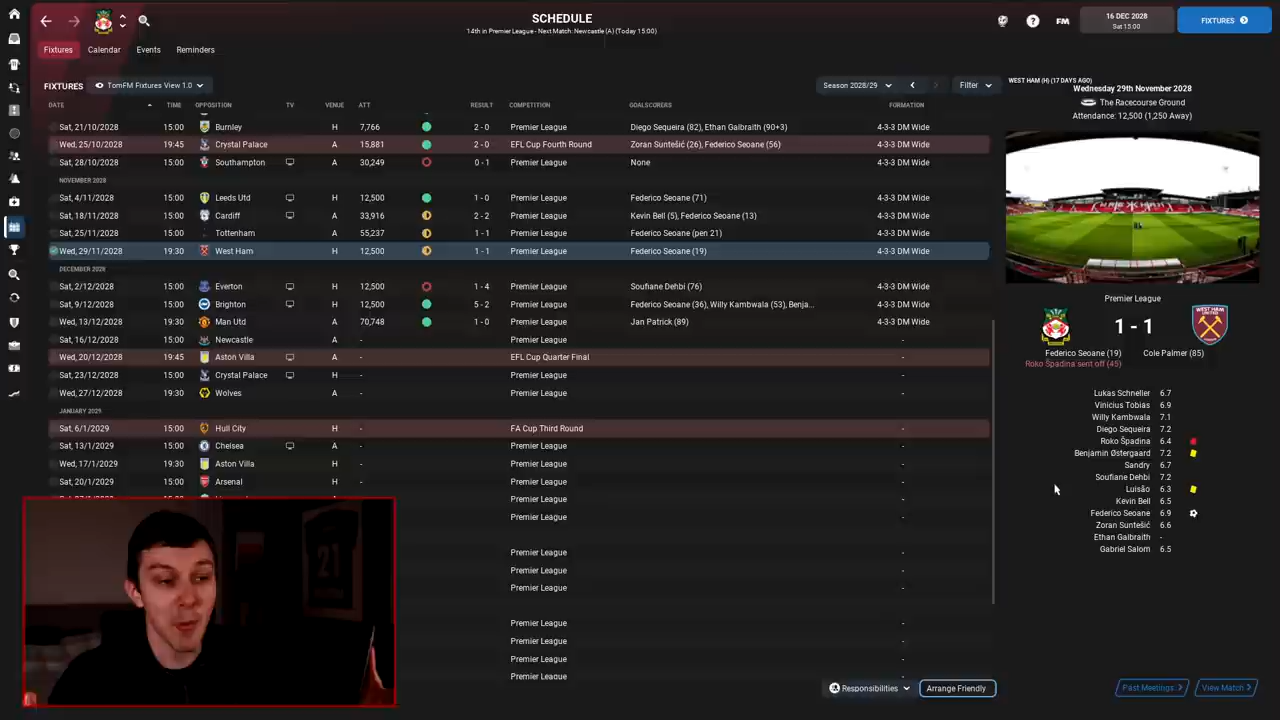 SCHEDULE
14th in Premier League - Next Match: Newcastle (A) (Today 15:00)
FM
16 DEC 2028
Sat 15:00
FIXTURES
Fixtures Calendar Events Reminders
FIXTURES TomFM Fixtures View 1.0 Season 2028/29 Filter
DATE TIME OPPOSITION TV VENUE ATT RESULT COMPETITION GOALSCORERS FORMATION
Sat, 21/10/2028 15:00 Burnley H 7,766 2 - 0 Premier League Diego Sequeira (82), Ethan Galbraith (90+3) 4-3-3 DM Wide
Wed, 25/10/2028 19:45 Crystal Palace A 15,881 2 - 0 EFL Cup Fourth Round Zoran Suntešić (26), Federico Seoane (56) 4-3-3 DM Wide
Sat, 28/10/2028 15:00 Southampton A 30,249 0 - 1 Premier League None 4-3-3 DM Wide
NOVEMBER 2028
Sat, 4/11/2028 15:00 Leeds Utd H 12,500 1 - 0 Premier League Federico Seoane (71) 4-3-3 DM Wide
Sat, 18/11/2028 15:00 Cardiff A 33,916 2 - 2 Premier League Kevin Bell (5), Federico Seoane (13) 4-3-3 DM Wide
Sat, 25/11/2028 15:00 Tottenham A 55,237 1 - 1 Premier League Federico Seoane (pen 21) 4-3-3 DM Wide
Wed, 29/11/2028 19:30 West Ham H 12,500 1 - 1 Premier League Federico Seoane (19) 4-3-3 DM Wide
DECEMBER 2028
Sat, 2/12/2028 15:00 Everton H 12,500 1 - 4 Premier League Soufiane Dehbi (76) 4-3-3 DM Wide
Sat, 9/12/2028 15:00 Brighton H 12,500 5 - 2 Premier League Federico Seoane (36), Willy Kambwala (53), Benja... 4-3-3 DM Wide
Wed, 13/12/2028 19:30 Man Utd A 70,748 1 - 0 Premier League Jan Patrick (89) 4-3-3 DM Wide
Sat, 16/12/2028 15:00 Newcastle A - - Premier League -
Wed, 20/12/2028 19:45 Aston Villa A - - EFL Cup Quarter Final -
Sat, 23/12/2028 15:00 Crystal Palace H - - Premier League -
Wed, 27/12/2028 19:30 Wolves A - - Premier League -
JANUARY 2029
Sat, 6/1/2029 15:00 Hull City H - - FA Cup Third Round -
Sat, 13/1/2029 15:00 Chelsea A - - Premier League -
Wed, 17/1/2029 19:30 Aston Villa H - - Premier League -
Sat, 20/1/2029 15:00 Arsenal H - - Premier League -
Premier League -
Premier League -
Premier League -
Premier League -
Premier League -
Premier League -
Premier League -
Premier League -
Premier League -
21
Responsibilities Arrange Friendly
WEST HAM (H) (17 DAYS AGO)
Wednesday 29th November 2028
The Racecourse Ground
Attendance: 12,500 (1,250 Away)
Premier League
1 - 1
WEST HAM
UNITED
Federico Seoane (19) Cole Palmer (85)
Roko Špadina sent off (45)
Lukas Schneller 6.7
Vinicius Tobias 6.9
Willy Kambwala 7.1
Diego Sequeira 7.2
Roko Špadina 6.4
Benjamin Østergaard 7.2
Sandry 6.7
Soufiane Dehbi 7.2
Luisão 6.3
Kevin Bell 6.5
Federico Seoane 6.9
Zoran Suntešić 6.6
Ethan Galbraith -
Gabriel Salom 6.5
Past Meetings View Match